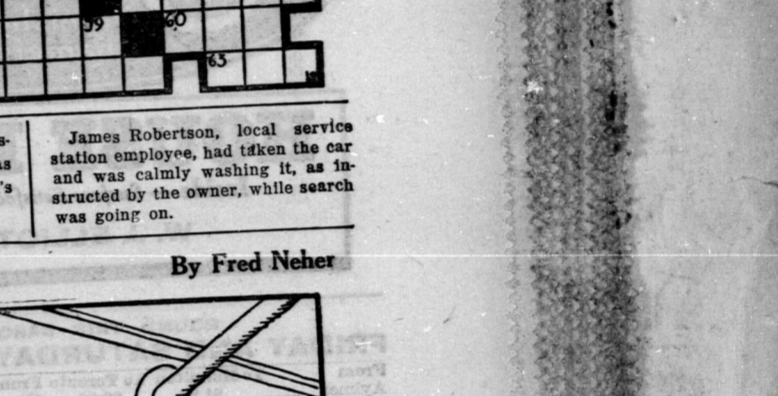 59
60
63
s-
as
's
James Robertson, local service
station employee, had taken the car
and was calmly washing it, as in-
structed by the owner, while search
was going on.
By Fred Neher